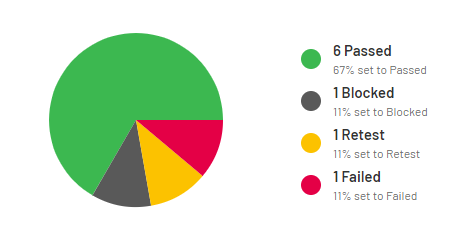 6 Passed
67% set to Passed
1 Blocked
11% set to Blocked
1 Retest
11% set to Retest
1 Failed
11% set to Failed